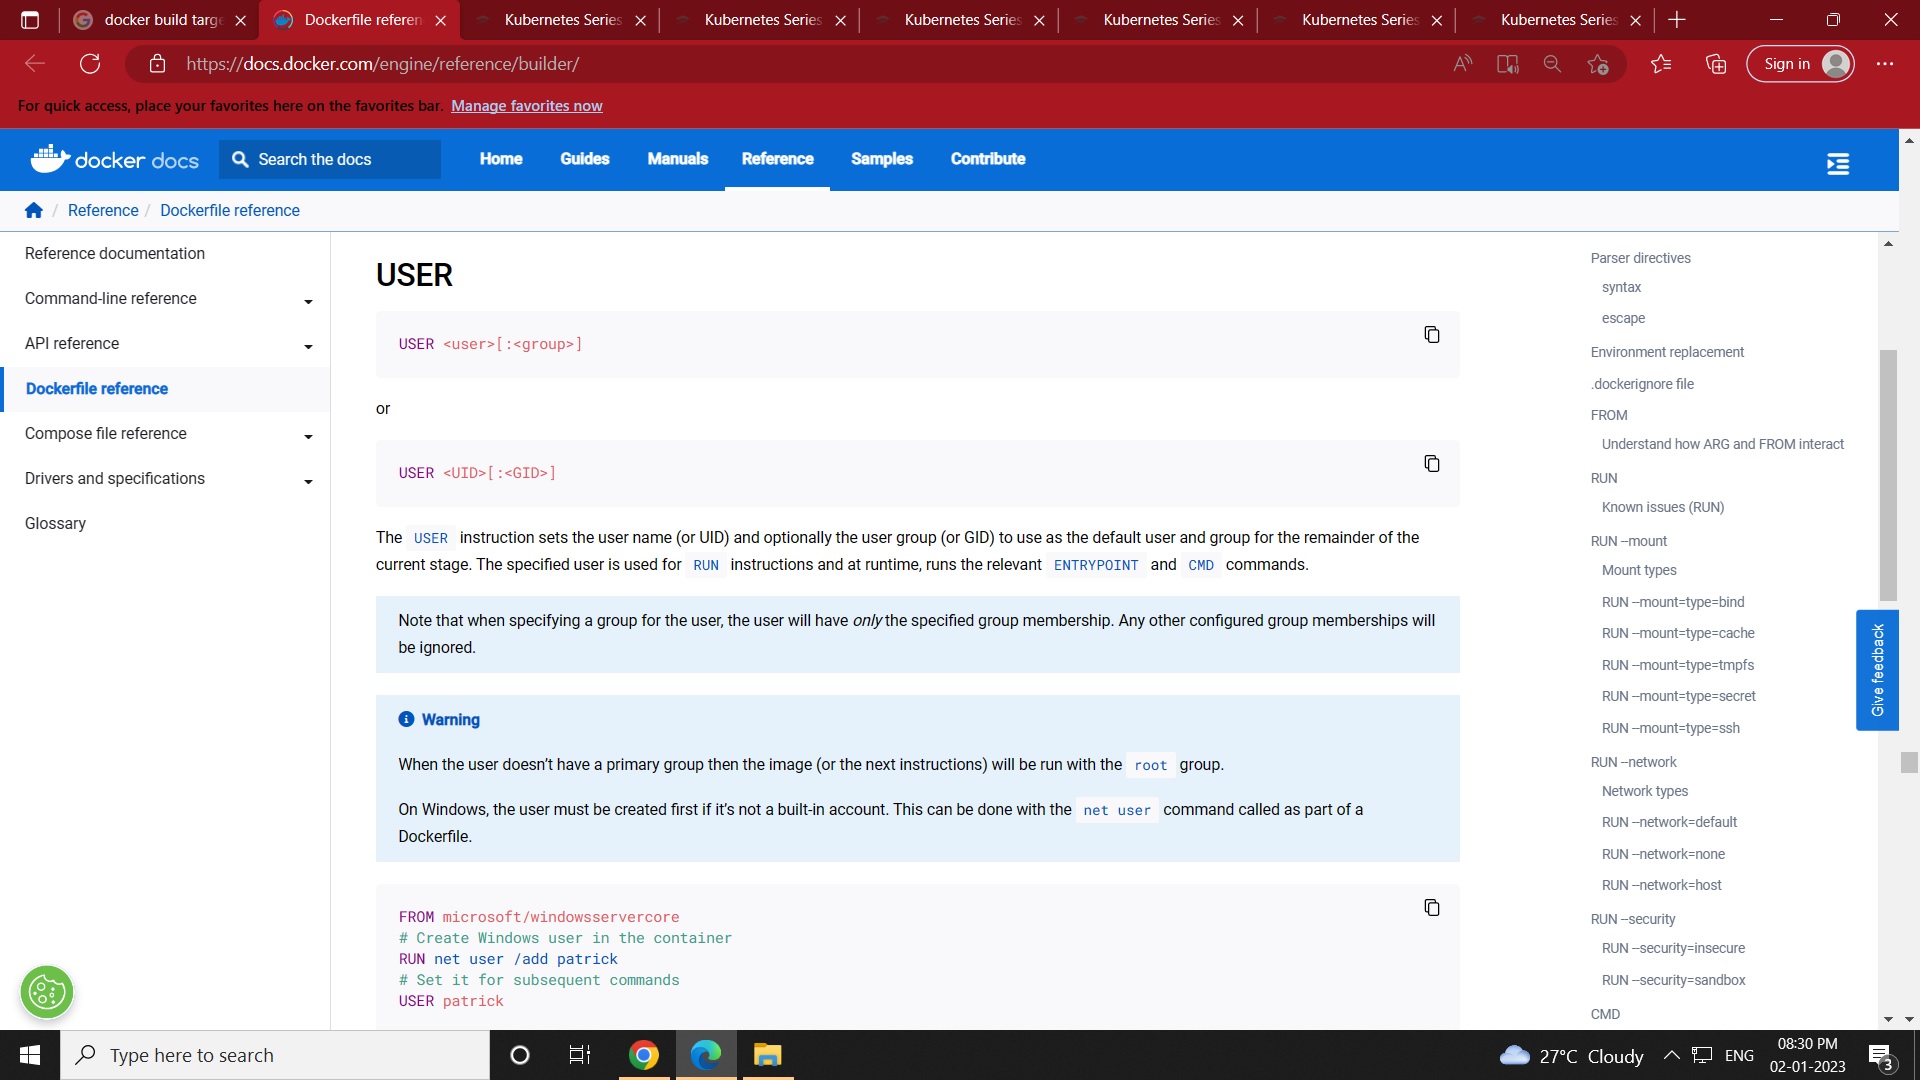 docker build targe
Dockerfile referen
Kubernetes Series
Kubernetes Series
Kubernetes Series
Kubernetes Series
Kubernetes Series
Kubernetes Series
https://docs.docker.com/engine/reference/builder/
Sign in
For quick access, place your favorites here on the favorites bar. Manage favorites now
docker docs
Search the docs
Home
Guides
Manuals
Reference
Samples
Contribute
/ Reference / Dockerfile reference
Reference documentation
Command-line reference
API reference
Dockerfile reference
Compose file reference
Drivers and specifications
Glossary
USER
USER <user>[:<group>]
or
USER <UID>[:<GID>]
The USER instruction sets the user name (or UID) and optionally the user group (or GID) to use as the default user and group for the remainder of the
current stage. The specified user is used for RUN instructions and at runtime, runs the relevant ENTRYPOINT and CMD commands.
Note that when specifying a group for the user, the user will have only the specified group membership. Any other configured group memberships will
be ignored.
Warning
When the user doesn’t have a primary group then the image (or the next instructions) will be run with the root group.
On Windows, the user must be created first if it’s not a built-in account. This can be done with the net user command called as part of a
Dockerfile.
FROM microsoft/windowsservercore
# Create Windows user in the container
RUN net user /add patrick
# Set it for subsequent commands
USER patrick
Parser directives
syntax
escape
Environment replacement
.dockerignore file
FROM
Understand how ARG and FROM interact
RUN
Known issues (RUN)
RUN --mount
Mount types
RUN --mount=type=bind
RUN --mount=type=cache
RUN --mount=type=tmpfs
RUN --mount=type=secret
RUN --mount=type=ssh
RUN --network
Network types
RUN --network=default
RUN --network=none
RUN --network=host
RUN --security
RUN --security=insecure
RUN --security=sandbox
CMD
Give feedback
Type here to search
27°C Cloudy
ENG
08:30 PM
02-01-2023
3